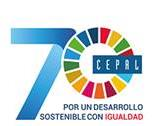 70
CEPAL
POR UN DESARROLLO
SOSTENIBLE CON IGUALDAD